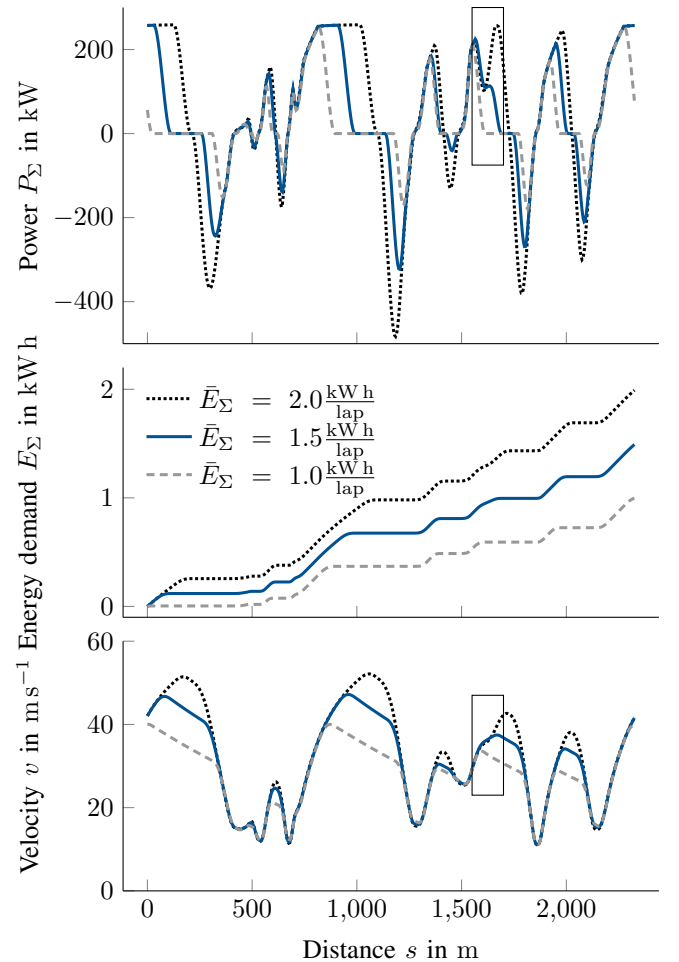 Power P_Σ in kW
200
0
−200
−400
Energy demand E_Σ in kW h
2
1
0
Ē_Σ = 2.0 kW h/lap
Ē_Σ = 1.5 kW h/lap
Ē_Σ = 1.0 kW h/lap
Velocity v in m s⁻¹
60
40
20
0
0 500 1,000 1,500 2,000
Distance s in m